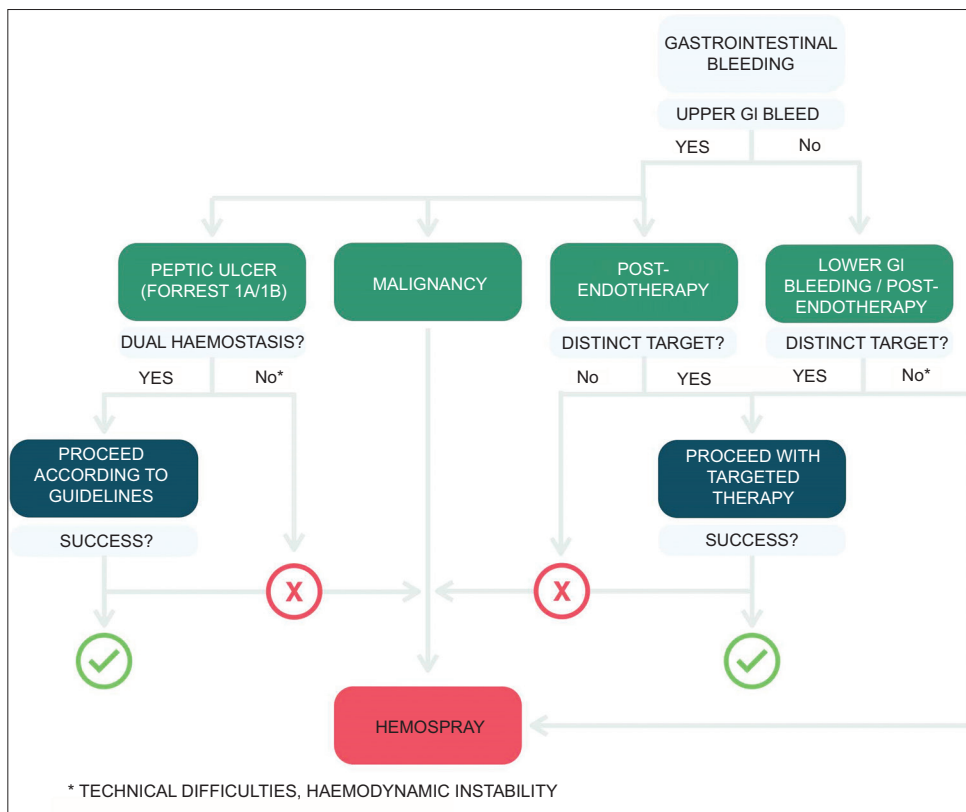 GASTROINTESTINAL
BLEEDING
UPPER GI BLEED
YES
No
PEPTIC ULCER
(FORREST 1A/1B)
MALIGNANCY
POST-
ENDOTHERAPY
LOWER GI
BLEEDING / POST-
ENDOTHERAPY
DUAL HAEMOSTASIS?
DISTINCT TARGET?
DISTINCT TARGET?
YES
No*
No
YES
YES
No*
PROCEED
ACCORDING TO
GUIDELINES
PROCEED WITH
TARGETED
THERAPY
SUCCESS?
SUCCESS?
X
X
HEMOSPRAY
* TECHNICAL DIFFICULTIES, HAEMODYNAMIC INSTABILITY